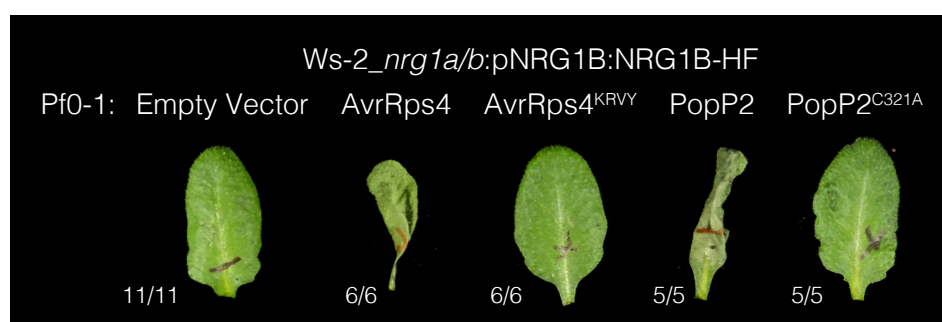 Ws-2_nrg1a/b:pNRG1B:NRG1B-HF
Pf0-1: Empty Vector AvrRps4 AvrRps4KRVY PopP2 PopP2C321A
11/11 6/6 6/6 5/5 5/5